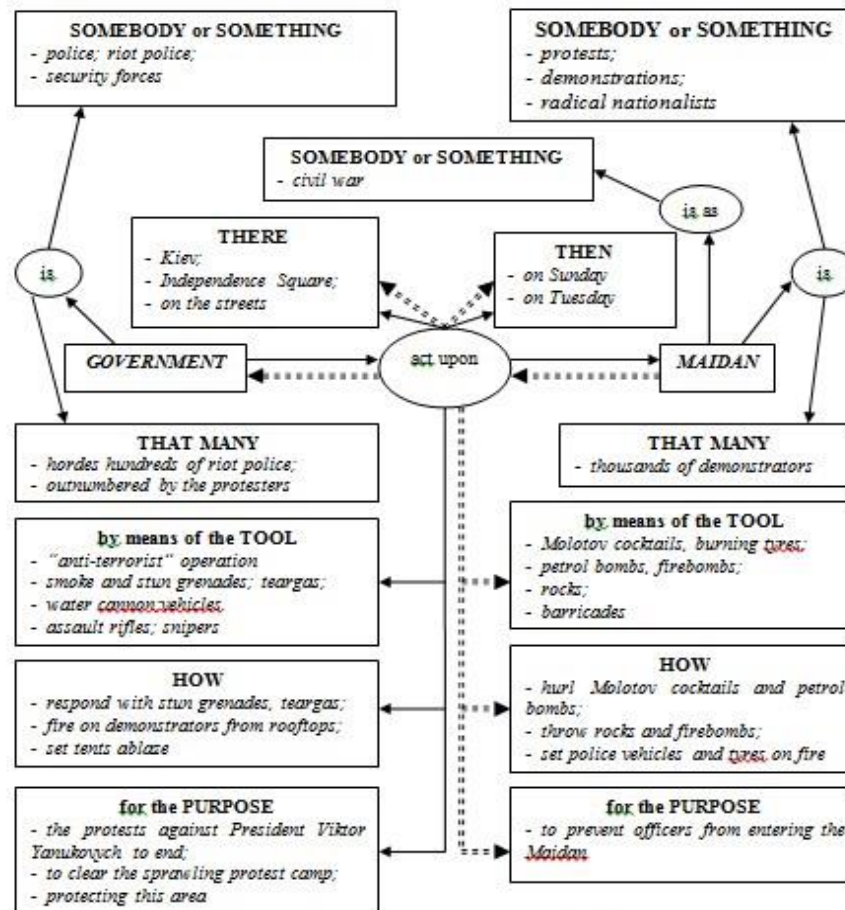 SOMEBODY or SOMETHING
- police; riot police;
- security forces
SOMEBODY or SOMETHING
- protests;
- demonstrations;
- radical nationalists
SOMEBODY or SOMETHING
- civil war
is as
THERE
- Kiev;
- Independence Square;
- on the streets
THEN
- on Sunday
- on Tuesday
is
is
GOVERNMENT
act upon
MAIDAN
THAT MANY
- hordes hundreds of riot police;
- outnumbered by the protesters
THAT MANY
- thousands of demonstrators
by means of the TOOL
- "anti-terrorist" operation
- smoke and stun grenades; teargas;
- water cannon vehicles
- assault rifles; snipers
by means of the TOOL
- Molotov cocktails, burning tyres;
- petrol bombs, firebombs;
- rocks;
- barricades
HOW
- respond with stun grenades, teargas;
- fire on demonstrators from rooftops;
- set tents ablaze
HOW
- hurl Molotov cocktails and petrol
bombs;
- throw rocks and firebombs;
- set police vehicles and tyres on fire
for the PURPOSE
- the protests against President Viktor
Yanukovych to end;
- to clear the sprawling protest camp;
- protecting this area
for the PURPOSE
- to prevent officers from entering the
Maidan